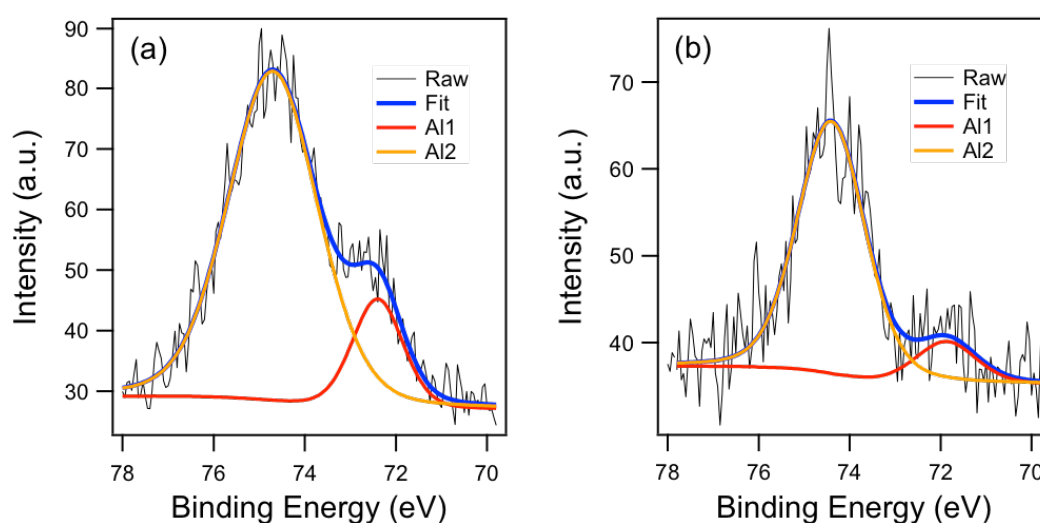 (a)
Raw
Fit
Al1
Al2
Intensity (a.u.)
90
80
70
60
50
40
30
78 76 74 72 70
Binding Energy (eV)
(b)
Raw
Fit
Al1
Al2
Intensity (a.u.)
70
60
50
40
78 76 74 72 70
Binding Energy (eV)